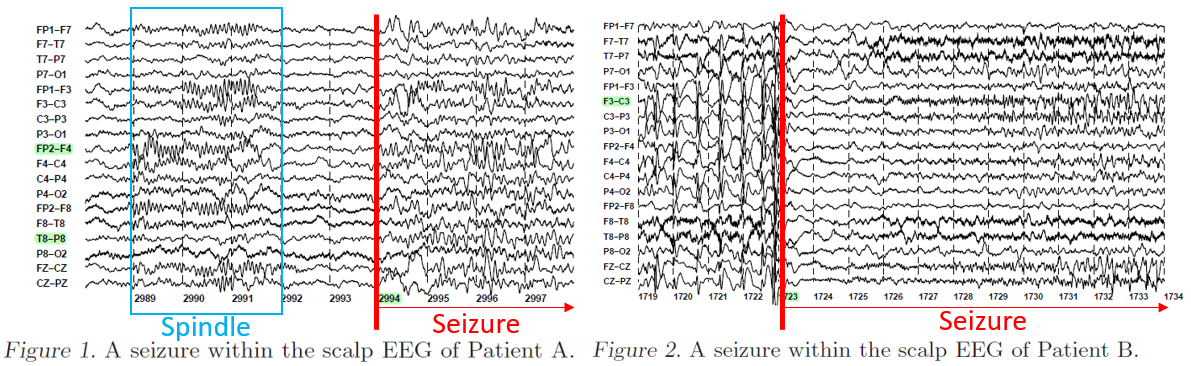 FP1–F7
F7–T7
T7–P7
P7–O1
FP1–F3
F3–C3
C3–P3
P3–O1
FP2–F4
F4–C4
C4–P4
P4–O2
FP2–F8
F8–T8
T8–P8
P8–O2
FZ–CZ
CZ–PZ
2989 2990 2991 2992 2993 2994 2995 2996 2997
Spindle Seizure
Figure 1. A seizure within the scalp EEG of Patient A.
FP1–F7
F7–T7
T7–P7
P7–O1
FP1–F3
F3–C3
C3–P3
P3–O1
FP2–F4
F4–C4
C4–P4
P4–O2
FP2–F8
F8–T8
T8–P8
P8–O2
FZ–CZ
CZ–PZ
1719 1720 1721 1722 723 1724 1725 1726 1727 1728 1729 1730 1731 1732 1733 1734
Seizure
Figure 2. A seizure within the scalp EEG of Patient B.